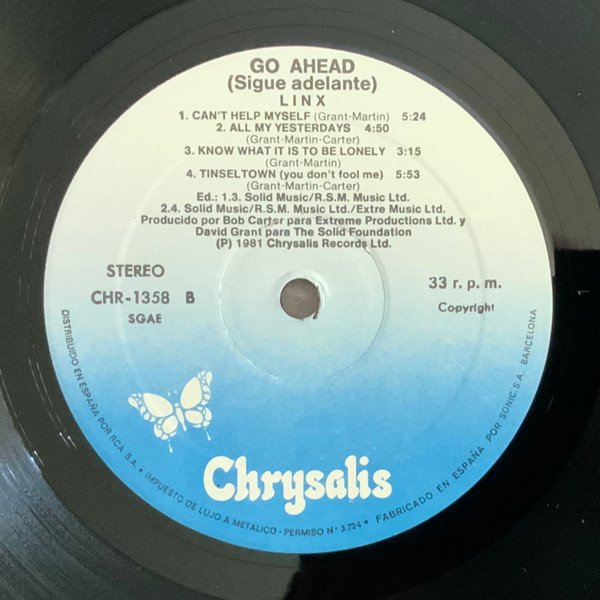 GO AHEAD
(Sigue adelante)
LINX
1. CAN'T HELP MYSELF (Grant-Martin) 5:24
2. ALL MY YESTERDAYS 4:50
(Grant-Martin-Carter)
3. KNOW WHAT IT IS TO BE LONELY 3:15
(Grant-Martin)
4. TINSELTOWN (you don't fool me) 5:53
(Grant-Martin-Carter)
Ed.: 1.3. Solid Music/R.S.M. Music Ltd.
2.4. Solid Music/R.S.M. Music Ltd./Extre Music Ltd.
Producido por Bob Carter para Extreme Productions Ltd. y
David Grant para The Solid Foundation
(P) 1981 Chrysalis Records Ltd.
STEREO
CHR-1358 B
SGAE
33 r. p. m.
Copyright
Chrysalis
DISTRIBUIDO EN ESPAÑA POR RCA S.A. • IMPUESTO DE LUJO A METALICO - PERMISO N° 3.724 • FABRICADO EN ESPAÑA POR SONIC, S.A. BARCELONA